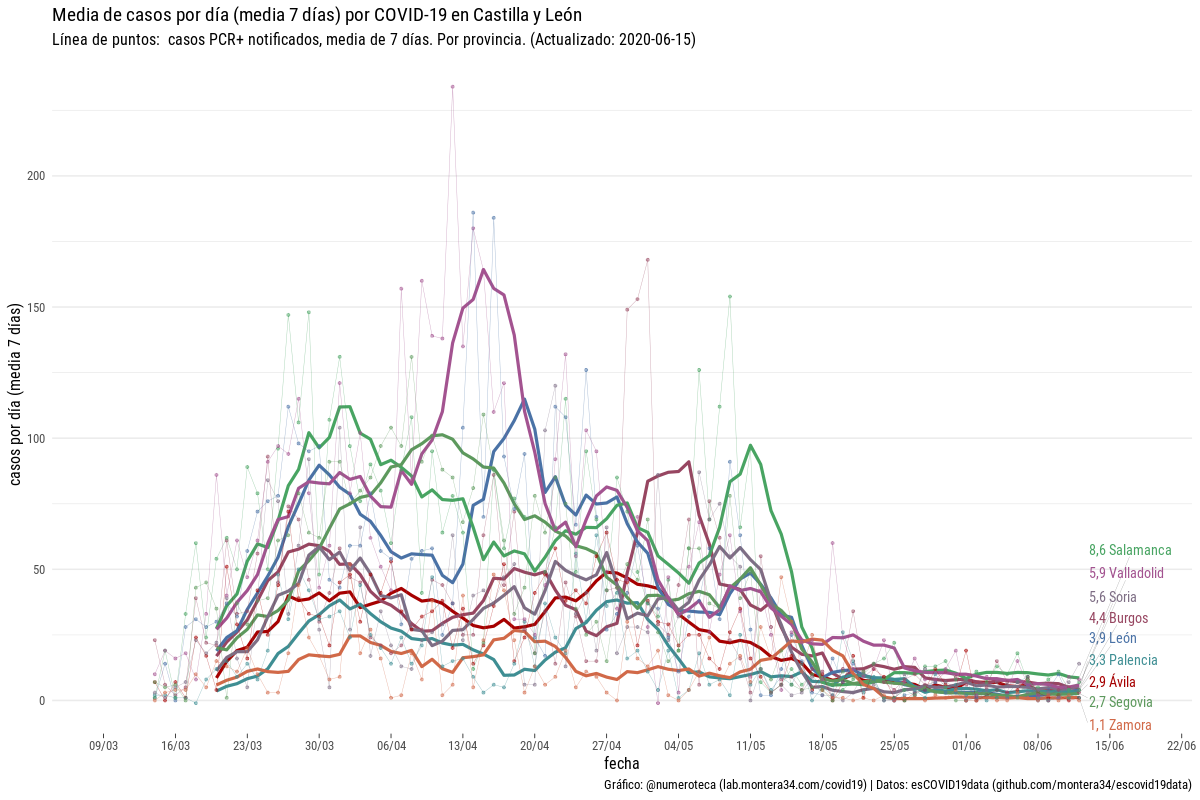 Media de casos por día (media 7 días) por COVID-19 en Castilla y León
Línea de puntos:  casos PCR+ notificados, media de 7 días. Por provincia. (Actualizado: 2020-06-15)
casos por día (media 7 días)
200
150
100
50
0
8,6 Salamanca
5,9 Valladolid
5,6 Soria
4,4 Burgos
3,9 León
3,3 Palencia
2,9 Ávila
2,7 Segovia
1,1 Zamora
09/03 16/03 23/03 30/03 06/04 13/04 20/04 27/04 04/05 11/05 18/05 25/05 01/06 08/06 15/06 22/06
fecha
Gráfico: @numeroteca (lab.montera34.com/covid19) | Datos: esCOVID19data (github.com/montera34/escovid19data)